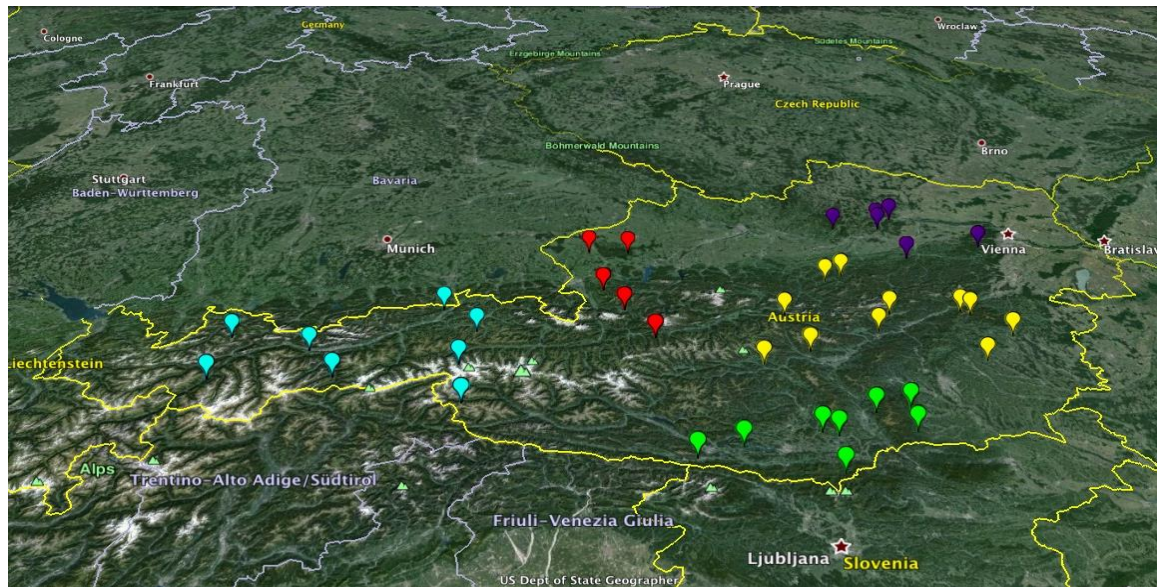 Cologne
Germany
Wroclaw
Erzgebirge Mountains
Sudetes Mountains
Frankfurt
Prague
Czech Republic
Böhmerwald Mountains
Brno
Stuttgart
Baden-Württemberg
Bavaria
Munich
Vienna
Bratislav
Austria
Liechtenstein
Alps
Trentino-Alto Adige/Südtirol
Friuli-Venezia Giulia
Ljubljana
Slovenia
US Dept of State Geographer